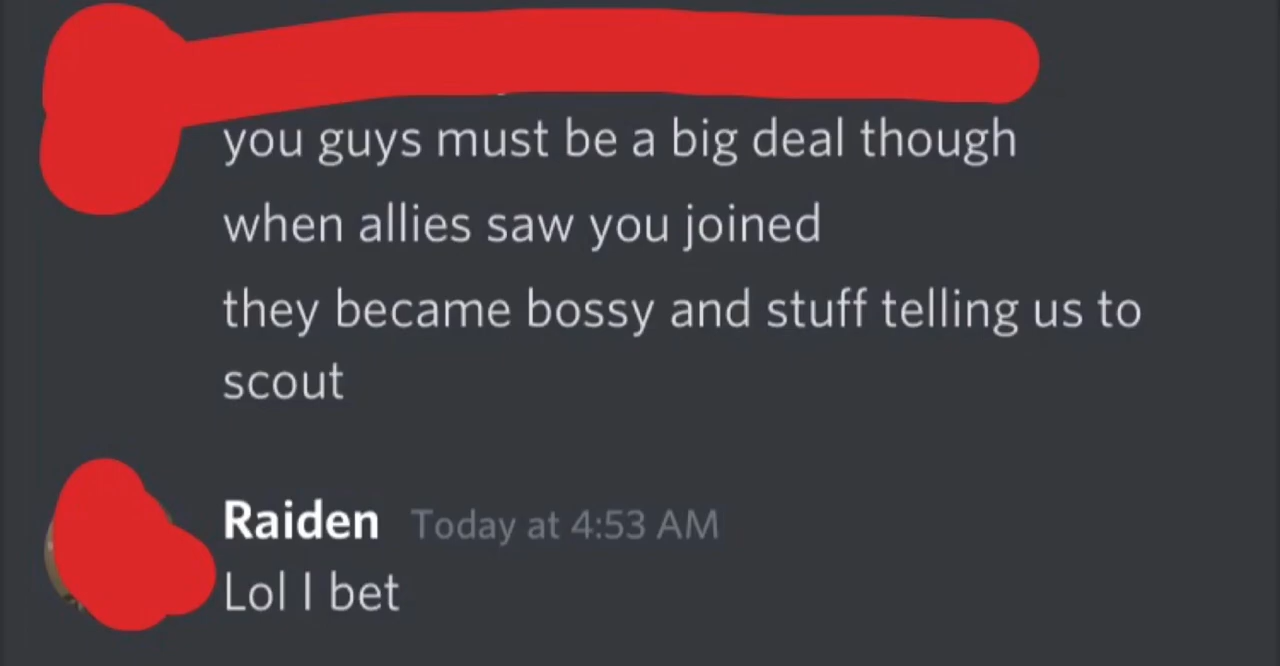 you guys must be a big deal though
when allies saw you joined
they became bossy and stuff telling us to
scout
Raiden Today at 4:53 AM
Lol I bet